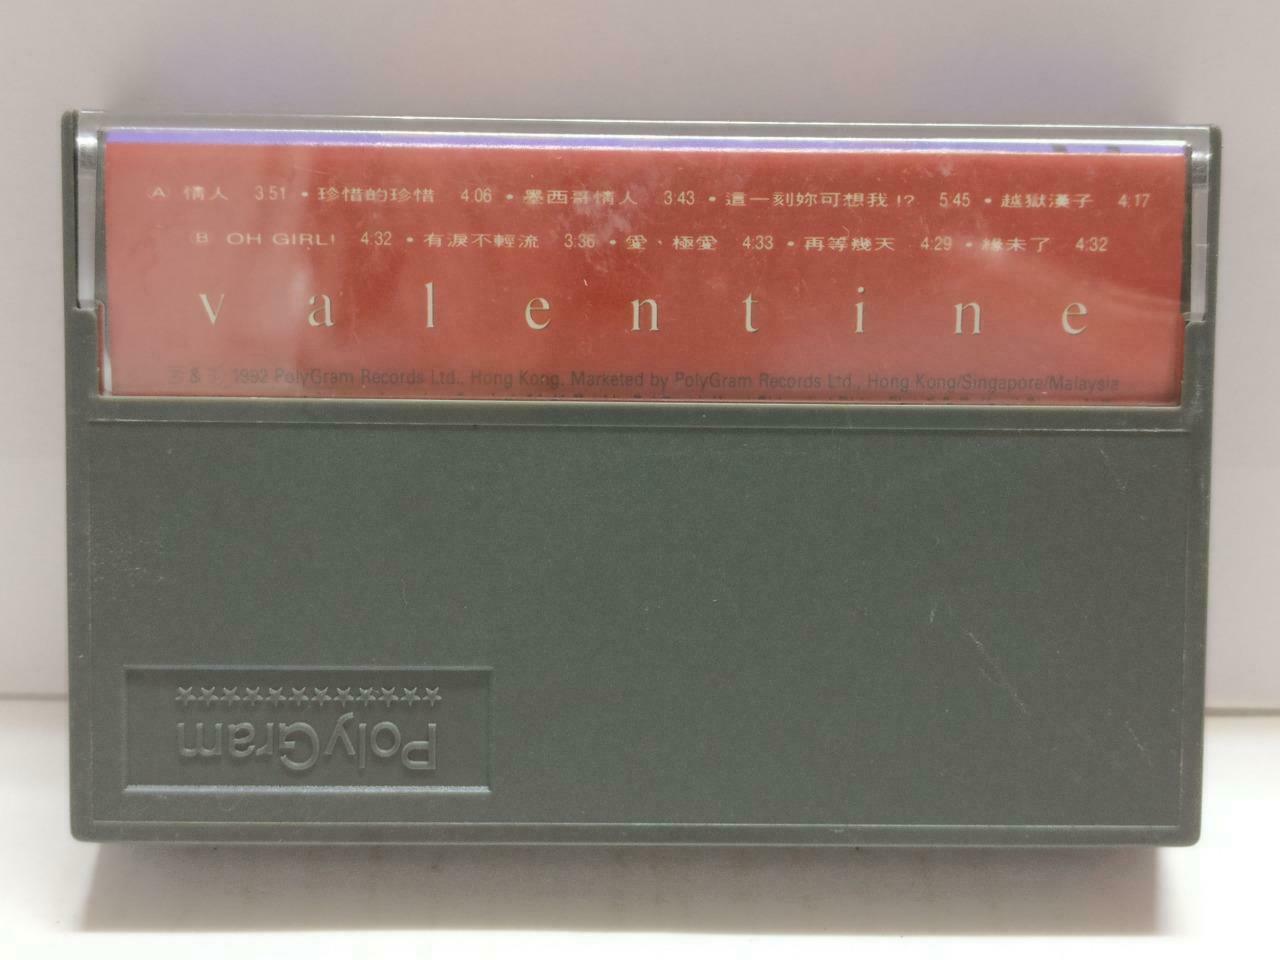 A 情人 3.51 • 珍惜的珍惜 4.06 • 墨西哥情人 3:43 • 這一刻妳可想我!? 5:45 • 越獄漢子 4:17
B OH GIRL! 4:32 • 有淚不輕流 3:36 • 愛、極愛 4:33 • 再等幾天 4:29 • 緣未了 4:32
valentine
Ⓟ & © 1992 PolyGram Records Ltd., Hong Kong. Marketed by PolyGram Records Ltd., Hong Kong/Singapore/Malaysia
PolyGram